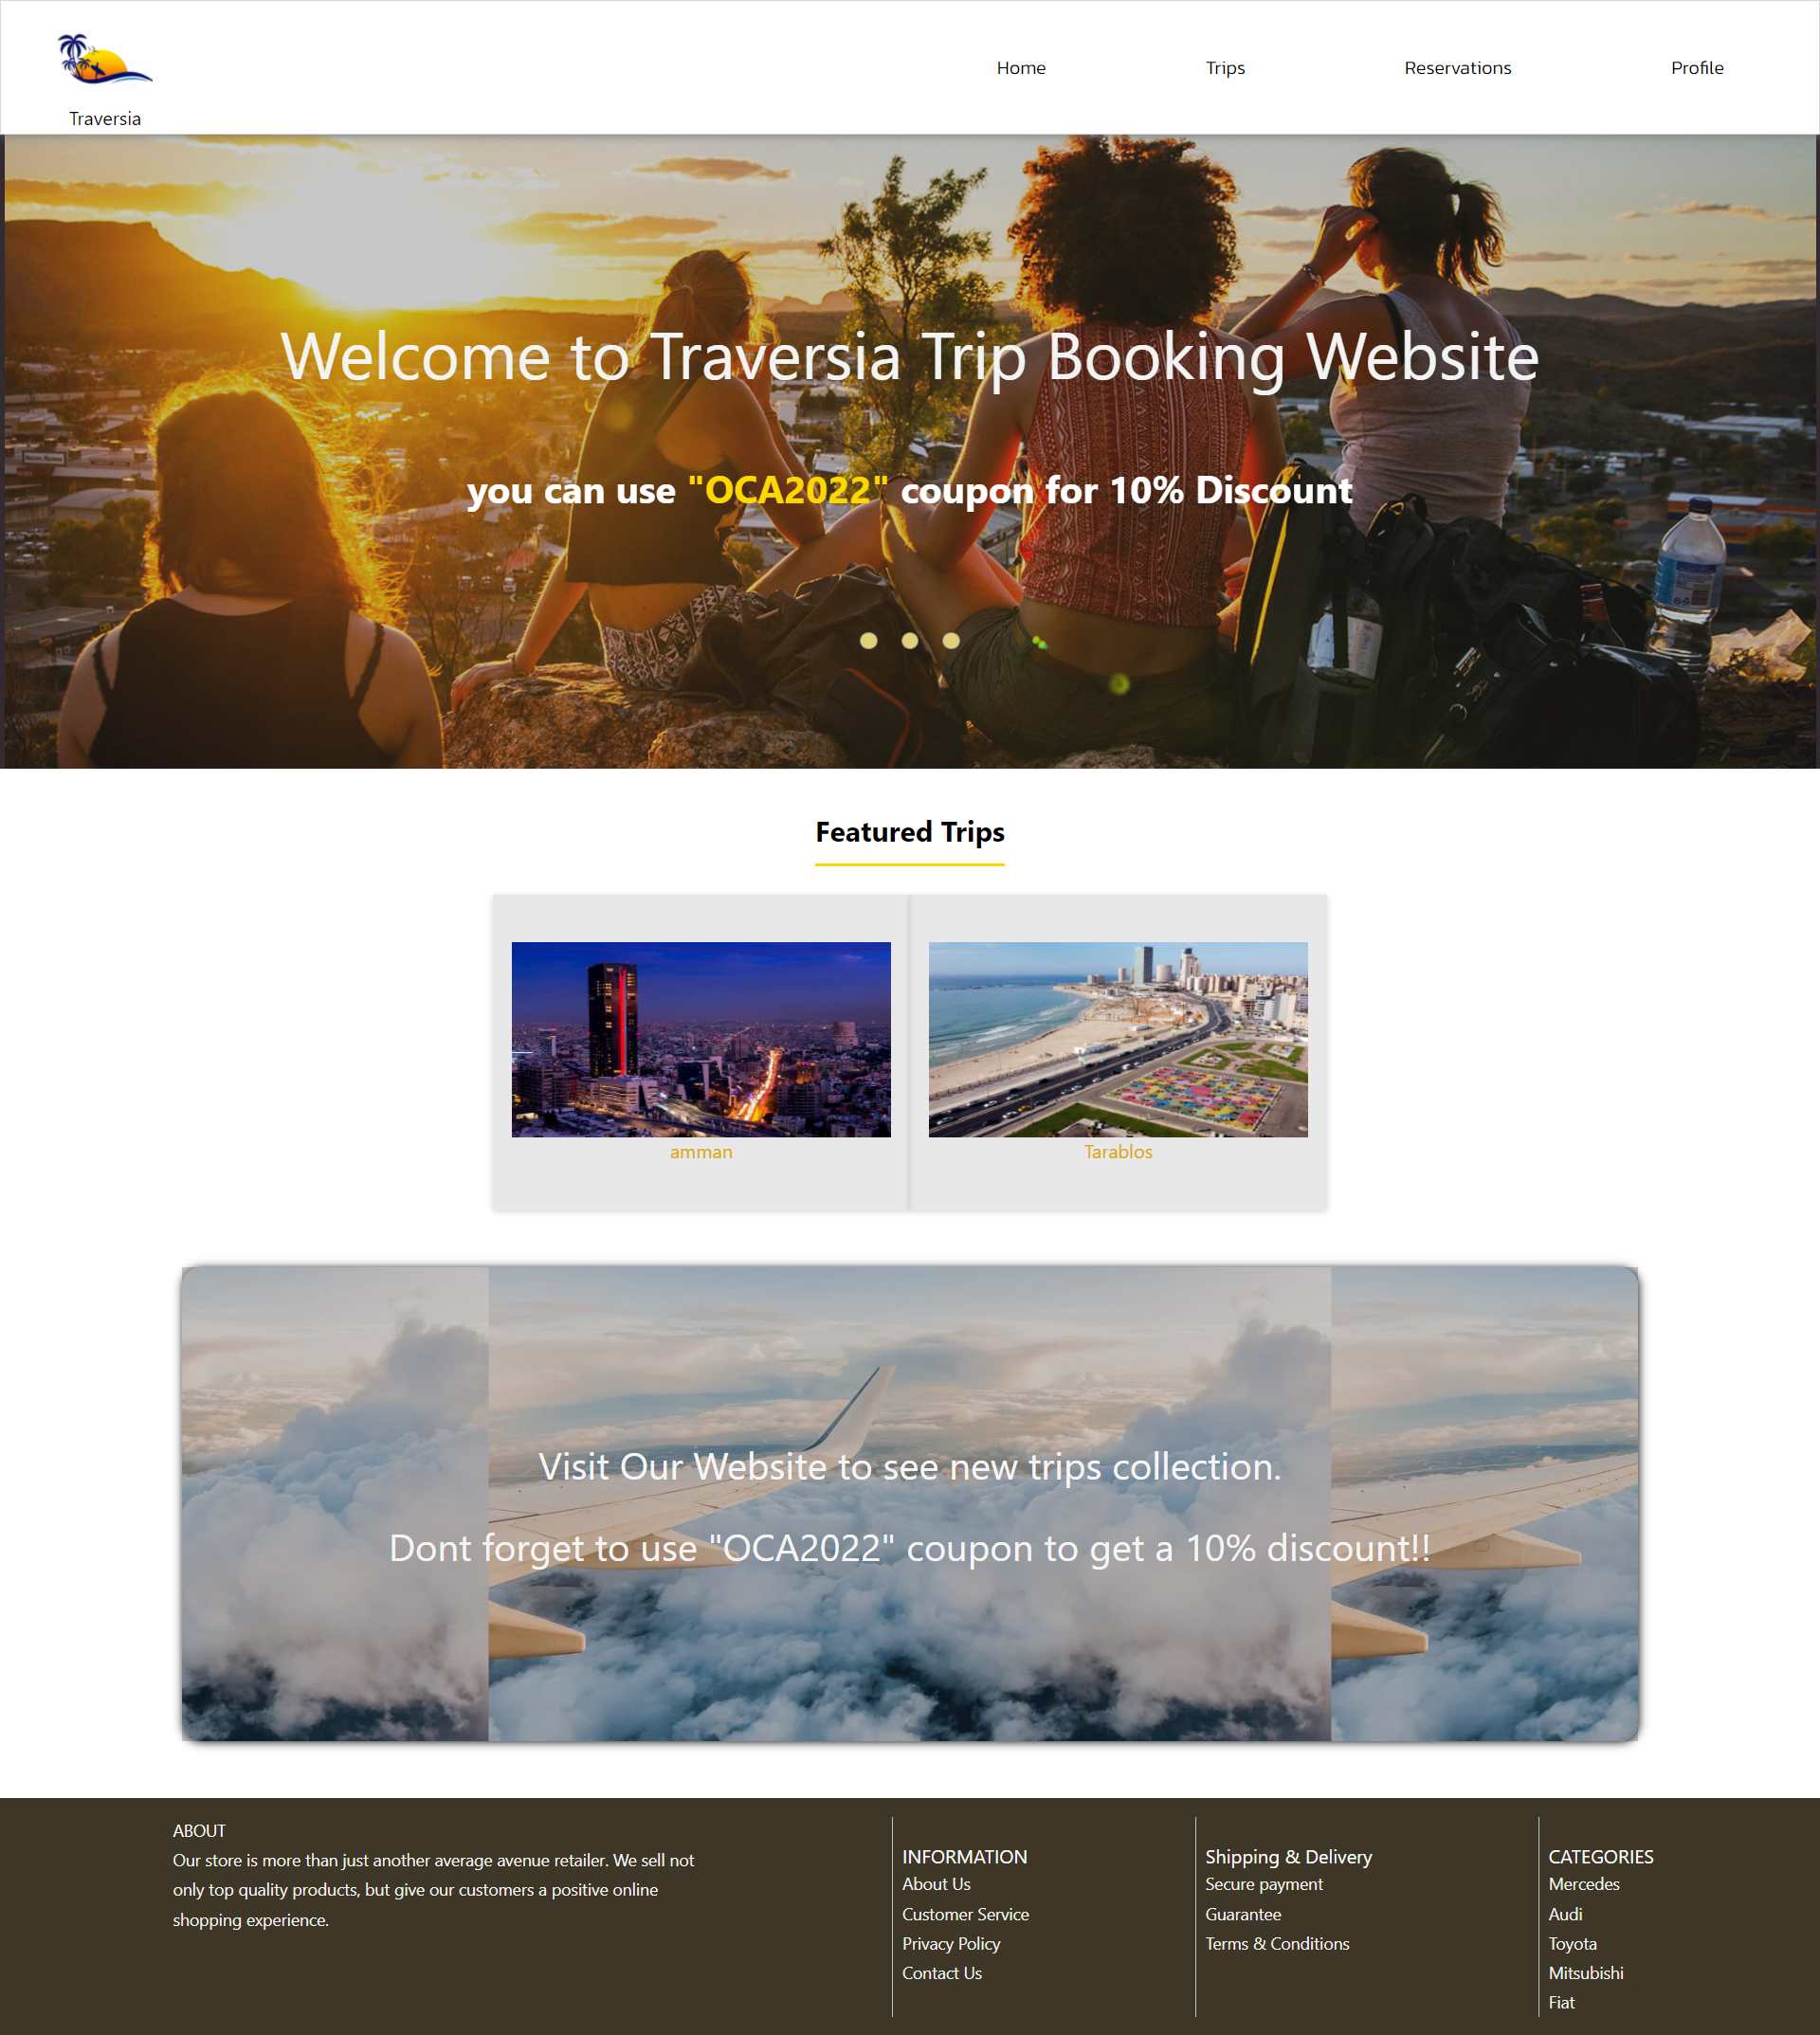 Traversia
Home
Trips
Reservations
Profile
Welcome to Traversia Trip Booking Website
you can use "OCA2022" coupon for 10% Discount
Featured Trips
amman
Tarablos
Visit Our Website to see new trips collection.
Dont forget to use "OCA2022" coupon to get a 10% discount!!
ABOUT
Our store is more than just another average avenue retailer. We sell not
only top quality products, but give our customers a positive online
shopping experience.
INFORMATION
About Us
Customer Service
Privacy Policy
Contact Us
Shipping & Delivery
Secure payment
Guarantee
Terms & Conditions
CATEGORIES
Mercedes
Audi
Toyota
Mitsubishi
Fiat